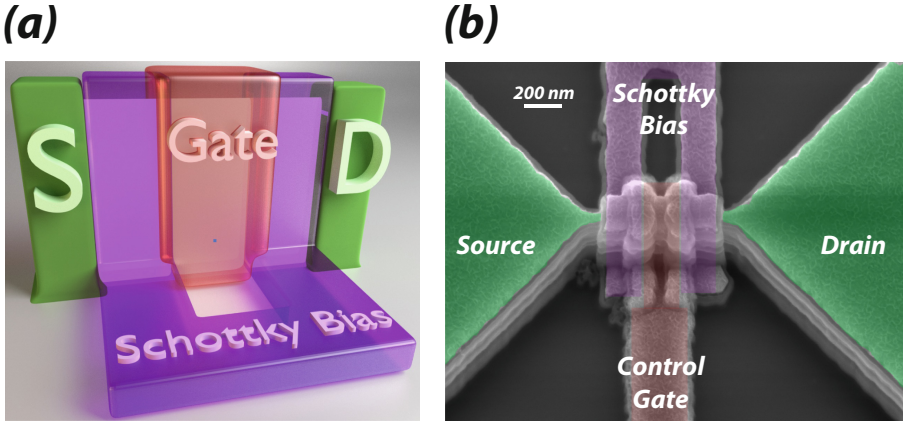 (a)
(b)
S
Gate
D
Schottky Bias
200 nm
Schottky
Bias
Source
Drain
Control
Gate